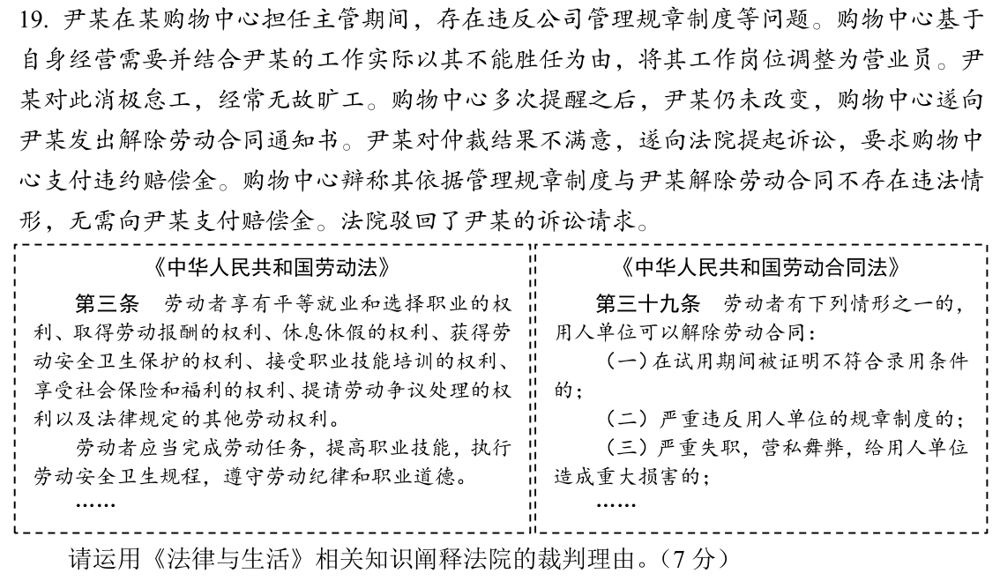 19. 尹某在某购物中心担任主管期间，存在违反公司管理规章制度等问题。购物中心基于
自身经营需要并结合尹某的工作实际以其不能胜任为由，将其工作岗位调整为营业员。尹
某对此消极怠工，经常无故旷工。购物中心多次提醒之后，尹某仍未改变，购物中心遂向
尹某发出解除劳动合同通知书。尹某对仲裁结果不满意，遂向法院提起诉讼，要求购物中
心支付违约赔偿金。购物中心辩称其依据管理规章制度与尹某解除劳动合同不存在违法情
形，无需向尹某支付赔偿金。法院驳回了尹某的诉讼请求。
《中华人民共和国劳动法》
第三条　劳动者享有平等就业和选择职业的权
利、取得劳动报酬的权利、休息休假的权利、获得劳
动安全卫生保护的权利、接受职业技能培训的权利、
享受社会保险和福利的权利、提请劳动争议处理的权
利以及法律规定的其他劳动权利。
劳动者应当完成劳动任务，提高职业技能，执行
劳动安全卫生规程，遵守劳动纪律和职业道德。
……
《中华人民共和国劳动合同法》
第三十九条　劳动者有下列情形之一的，
用人单位可以解除劳动合同：
（一）在试用期间被证明不符合录用条件
的；
（二）严重违反用人单位的规章制度的；
（三）严重失职，营私舞弊，给用人单位
造成重大损害的；
……
请运用《法律与生活》相关知识阐释法院的裁判理由。（7 分）